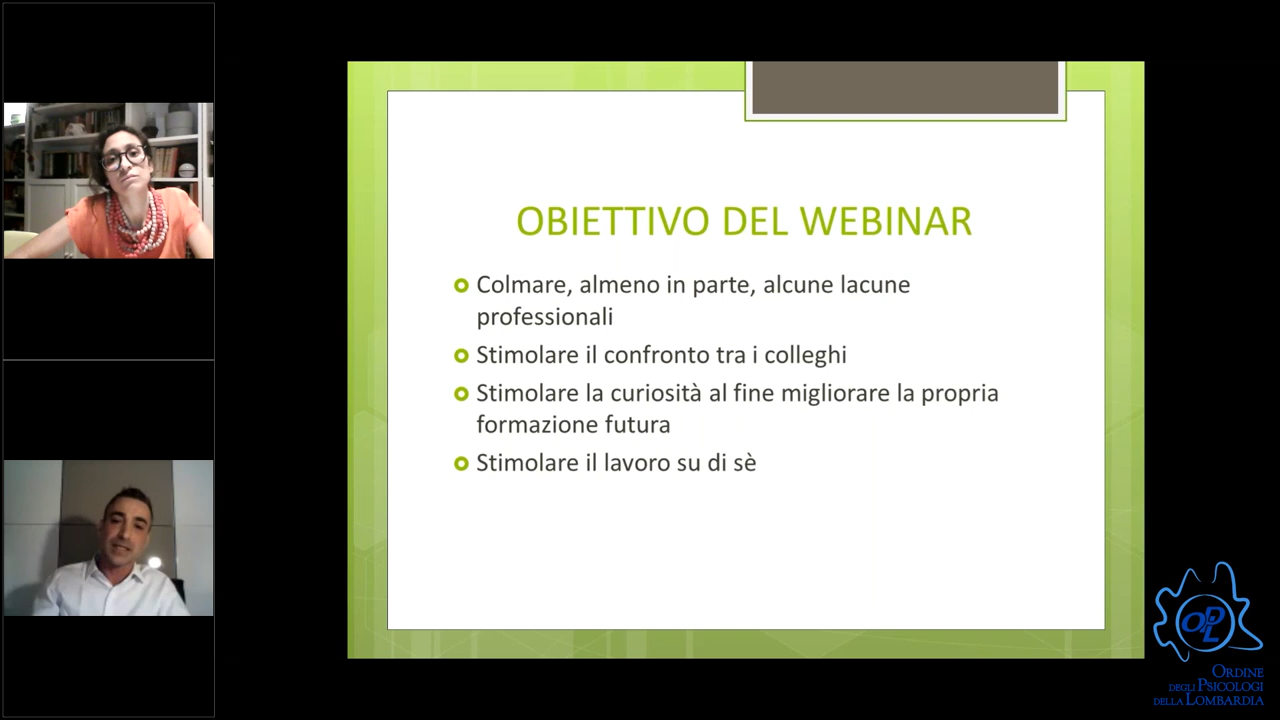 OBIETTIVO DEL WEBINAR
Colmare, almeno in parte, alcune lacune
professionali
Stimolare il confronto tra i colleghi
Stimolare la curiosità al fine migliorare la propria
formazione futura
Stimolare il lavoro su di sè
OPL
ORDINE
DEGLI PSICOLOGI
DELLA LOMBARDIA